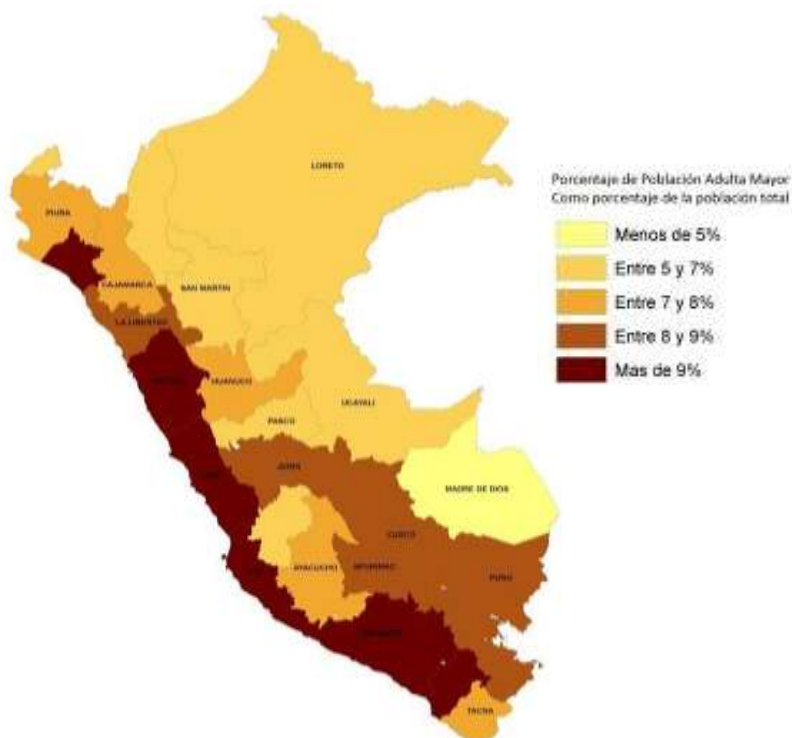 LORETO
PIURA
CAJAMARCA
SAN MARTIN
LA LIBERTAD
HUANUCO
UCAYALI
PASCO
JUNIN
MADRE DE DIOS
CUSCO
AYACUCHO
APURIMAC
PUNO
TACNA
Porcentaje de Población Adulta Mayor
Como porcentaje de la población total
Menos de 5%
Entre 5 y 7%
Entre 7 y 8%
Entre 8 y 9%
Mas de 9%